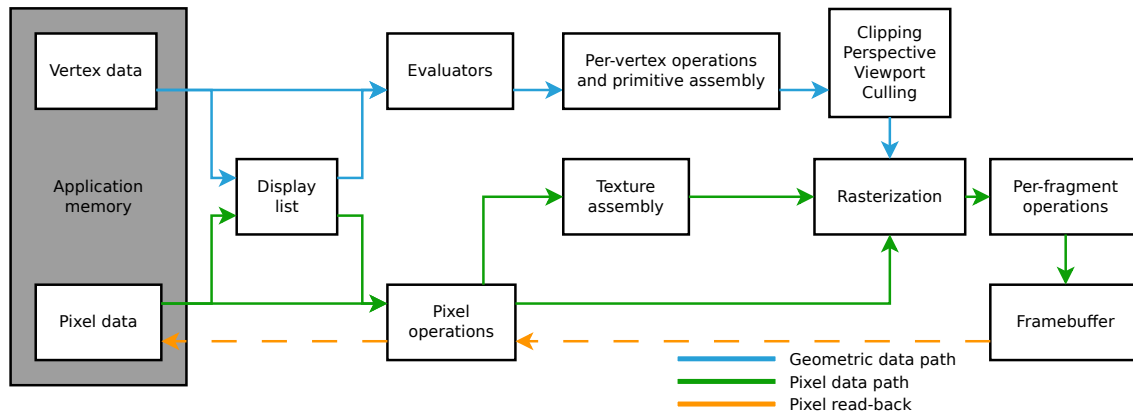 Vertex data
Evaluators
Per-vertex operations
and primitive assembly
Clipping
Perspective
Viewport
Culling
Application
memory
Display
list
Texture
assembly
Rasterization
Per-fragment
operations
Pixel data
Pixel
operations
Framebuffer
Geometric data path
Pixel data path
Pixel read-back